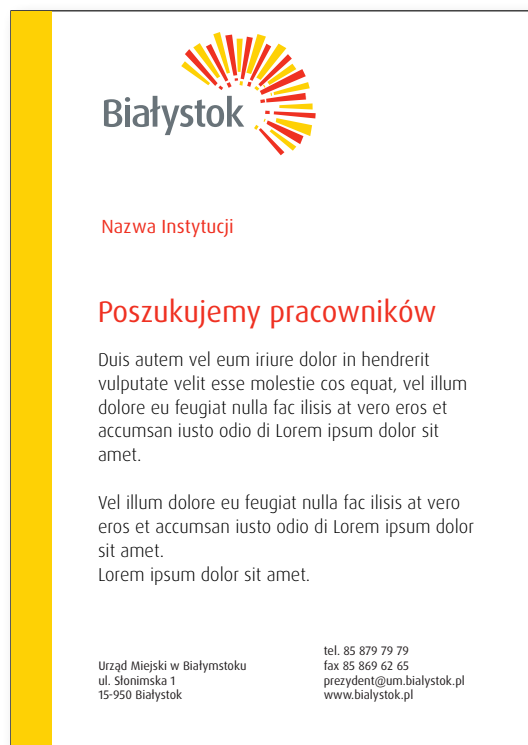 Białystok
Nazwa Instytucji
Poszukujemy pracowników
Duis autem vel eum iriure dolor in hendrerit
vulputate velit esse molestie cos equat, vel illum
dolore eu feugiat nulla fac ilisis at vero eros et
accumsan iusto odio di Lorem ipsum dolor sit
amet.
Vel illum dolore eu feugiat nulla fac ilisis at vero
eros et accumsan iusto odio di Lorem ipsum dolor
sit amet.
Lorem ipsum dolor sit amet.
Urząd Miejski w Białymstoku
ul. Słonimska 1
15-950 Białystok
tel. 85 879 79 79
fax 85 869 62 65
prezydent@um.bialystok.pl
www.bialystok.pl